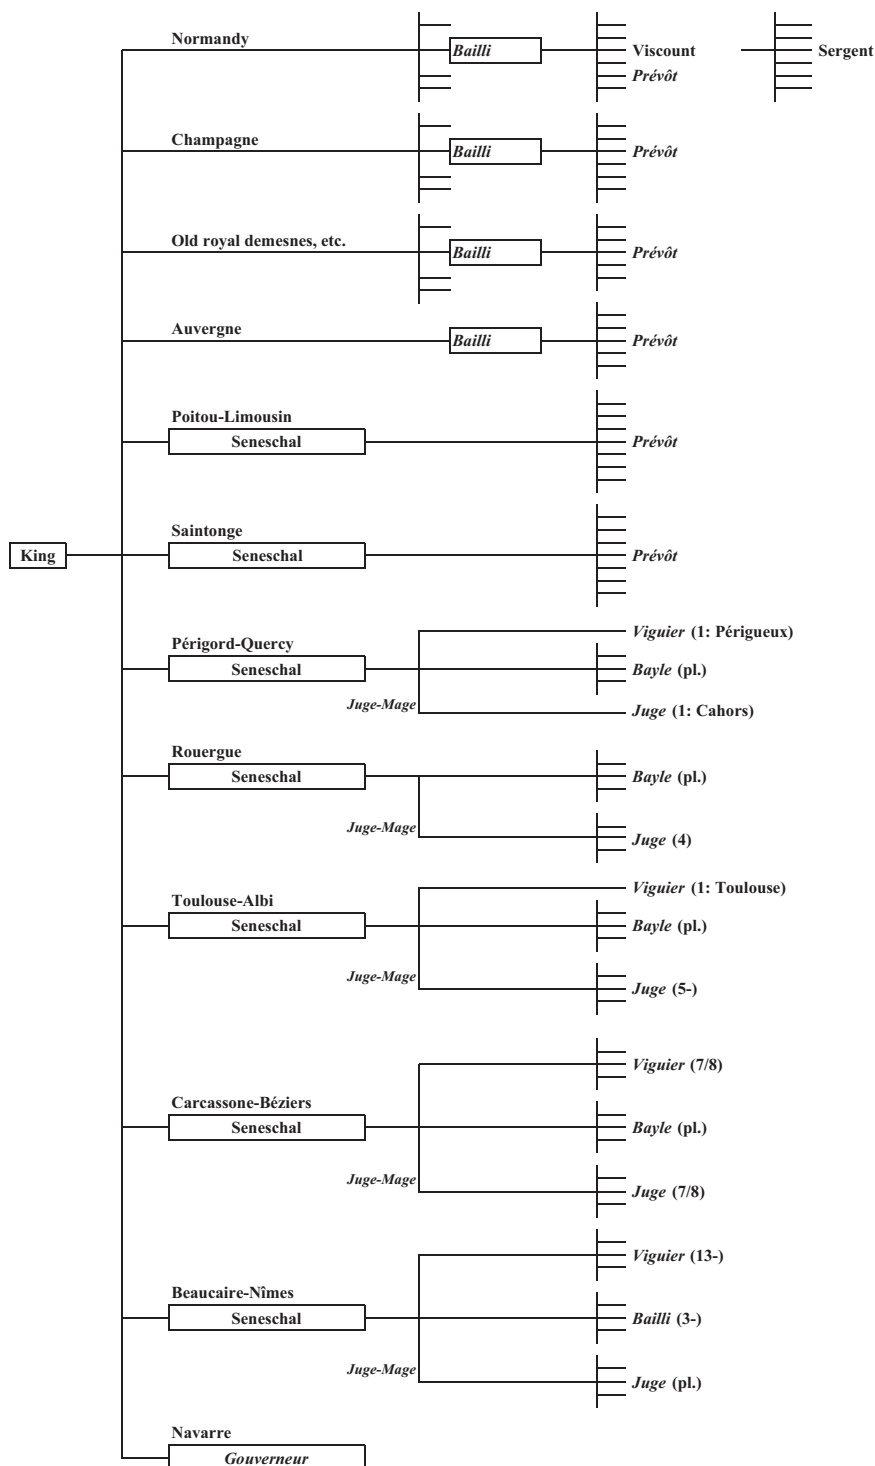 Normandy
Bailli
Viscount
Sergent
Prévôt
Champagne
Bailli
Prévôt
Old royal demesnes, etc.
Bailli
Prévôt
Auvergne
Bailli
Prévôt
Poitou-Limousin
Seneschal
Prévôt
Saintonge
King
Seneschal
Prévôt
Viguier (1: Périgueux)
Périgord-Quercy
Seneschal
Bayle (pl.)
Juge-Mage
Juge (1: Cahors)
Rouergue
Seneschal
Bayle (pl.)
Juge-Mage
Juge (4)
Viguier (1: Toulouse)
Toulouse-Albi
Seneschal
Bayle (pl.)
Juge-Mage
Juge (5-)
Viguier (7/8)
Carcassone-Béziers
Seneschal
Bayle (pl.)
Juge-Mage
Juge (7/8)
Viguier (13-)
Beaucaire-Nîmes
Seneschal
Bailli (3-)
Juge-Mage
Juge (pl.)
Navarre
Gouverneur